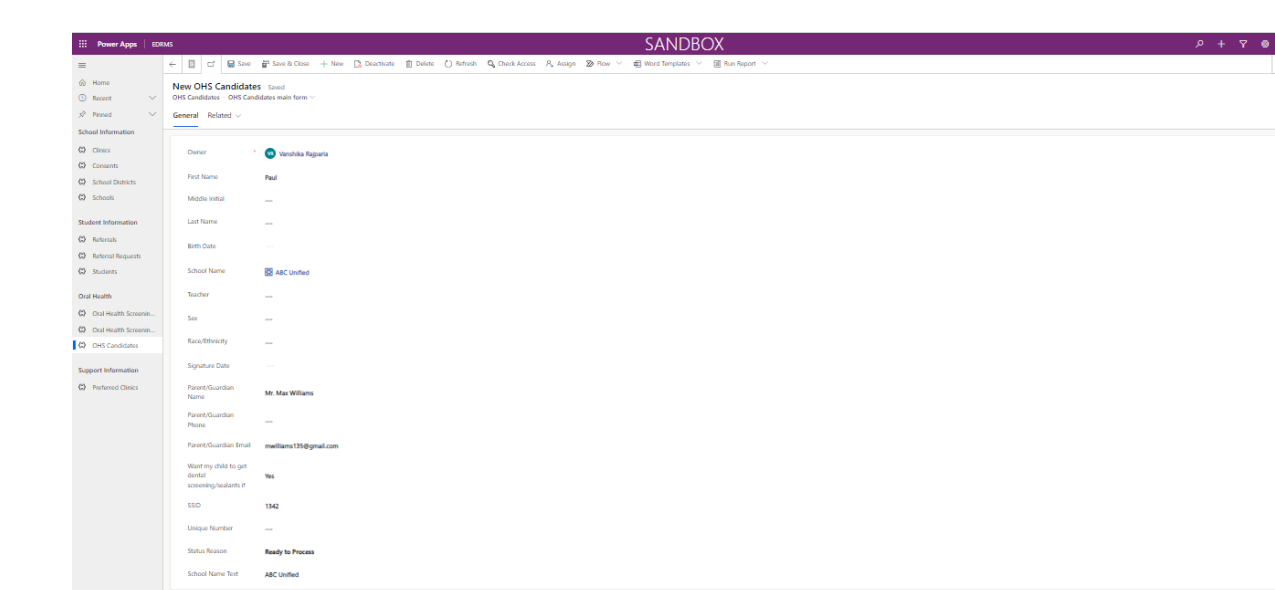 Power Apps EDRMS SANDBOX
Save Save & Close New Deactivate Delete Refresh Check Access Assign Flow Word Templates Run Report
Home
Recent
Pinned
School Information
Clinics
Consents
School Districts
Schools
Student Information
Referrals
Referral Requests
Students
Oral Health
Oral Health Screenin...
Oral Health Screenin...
OHS Candidates
Support Information
Preferred Clinics
New OHS Candidates Saved
OHS Candidates OHS Candidates main form
General Related
Owner * VR Vanshika Rajparia
First Name Paul
Middle Initial ---
Last Name ---
Birth Date ---
School Name ABC Unified
Teacher ---
Sex ---
Race/Ethnicity ---
Signature Date ---
Parent/Guardian
Name Mr. Max Williams
Parent/Guardian
Phone ---
Parent/Guardian Email mwilliams135@gmail.com
Want my child to get
dental Yes
screening/sealants if
SSID 1342
Unique Number ---
Status Reason Ready to Process
School Name Text ABC Unified